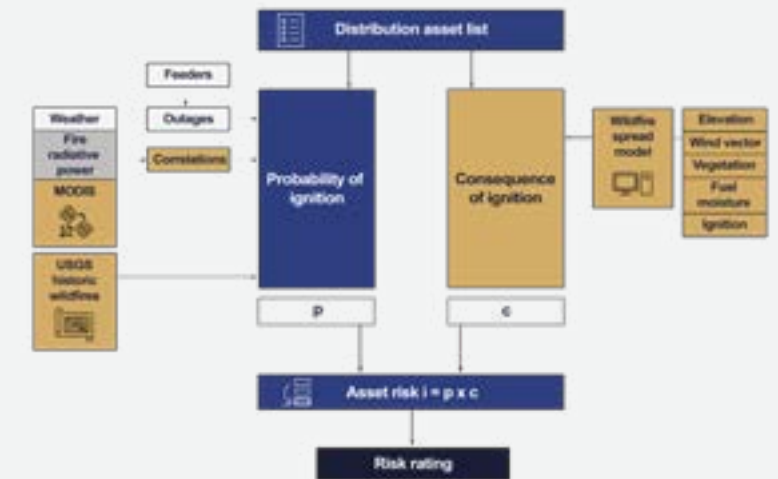 Distribution asset list
Feeders
Weather
Fire
radiative
power
MODIS
Outages
Correlations
USGS
historic
wildfires
Probability of
ignition
Consequence
of ignition
Wildfire
spread
model
Elevation
Wind vector
Vegetation
Fuel
moisture
Ignition
p
c
Asset risk i = p x c
Risk rating